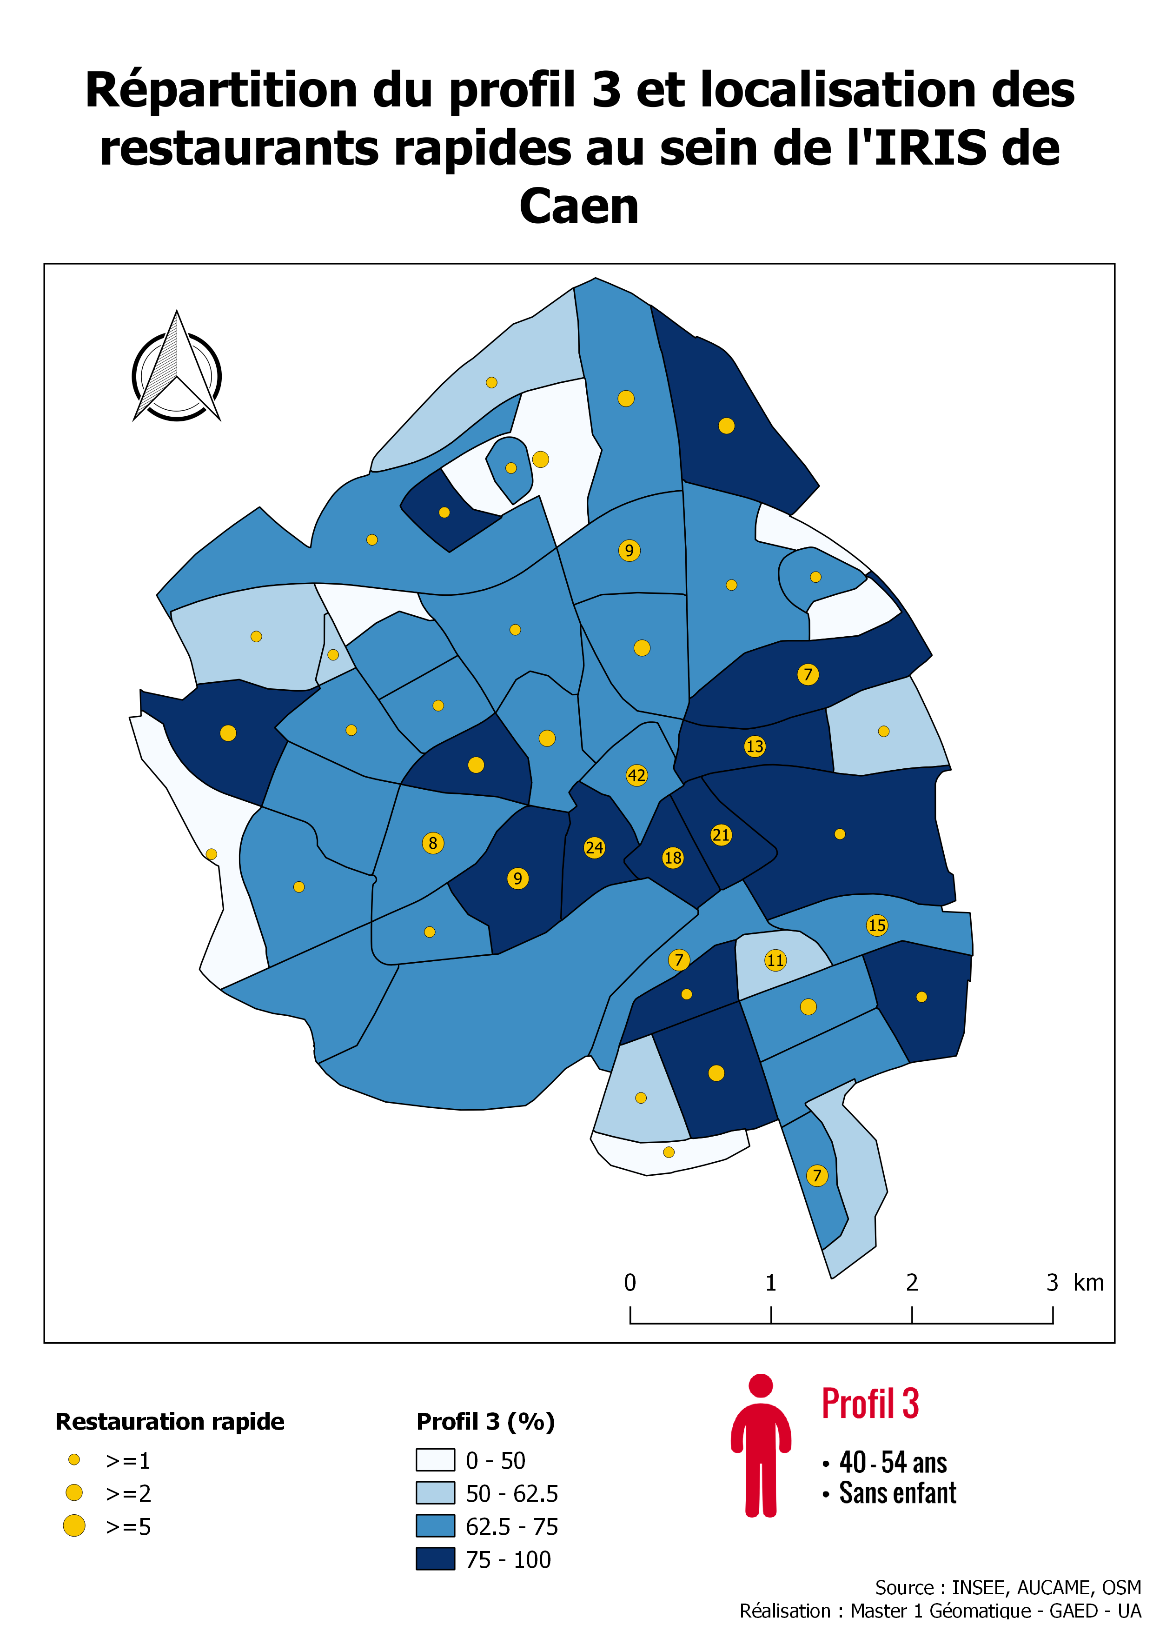 Répartition du profil 3 et localisation des
restaurants rapides au sein de l'IRIS de
Caen
9
7
13
42
8
24
21
18
9
15
7
11
7
0 1 2 3 km
Restauration rapide
>=1
>=2
>=5
Profil 3 (%)
0 - 50
50 - 62.5
62.5 - 75
75 - 100
Profil 3
• 40 - 54 ans
• Sans enfant
Source : INSEE, AUCAME, OSM
Réalisation : Master 1 Géomatique - GAED - UA